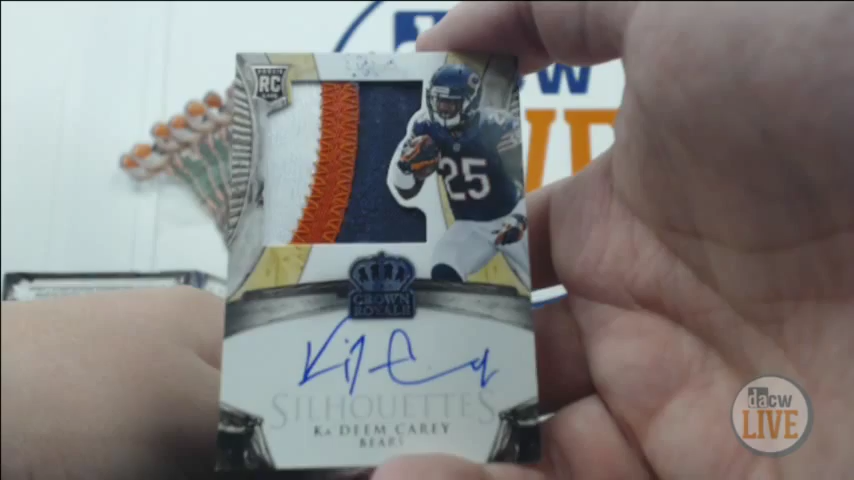 RC
25
CROWN
ROYALE
SILHOUETTES
KA'DEEM CAREY
BEARS
dacw
LIVE